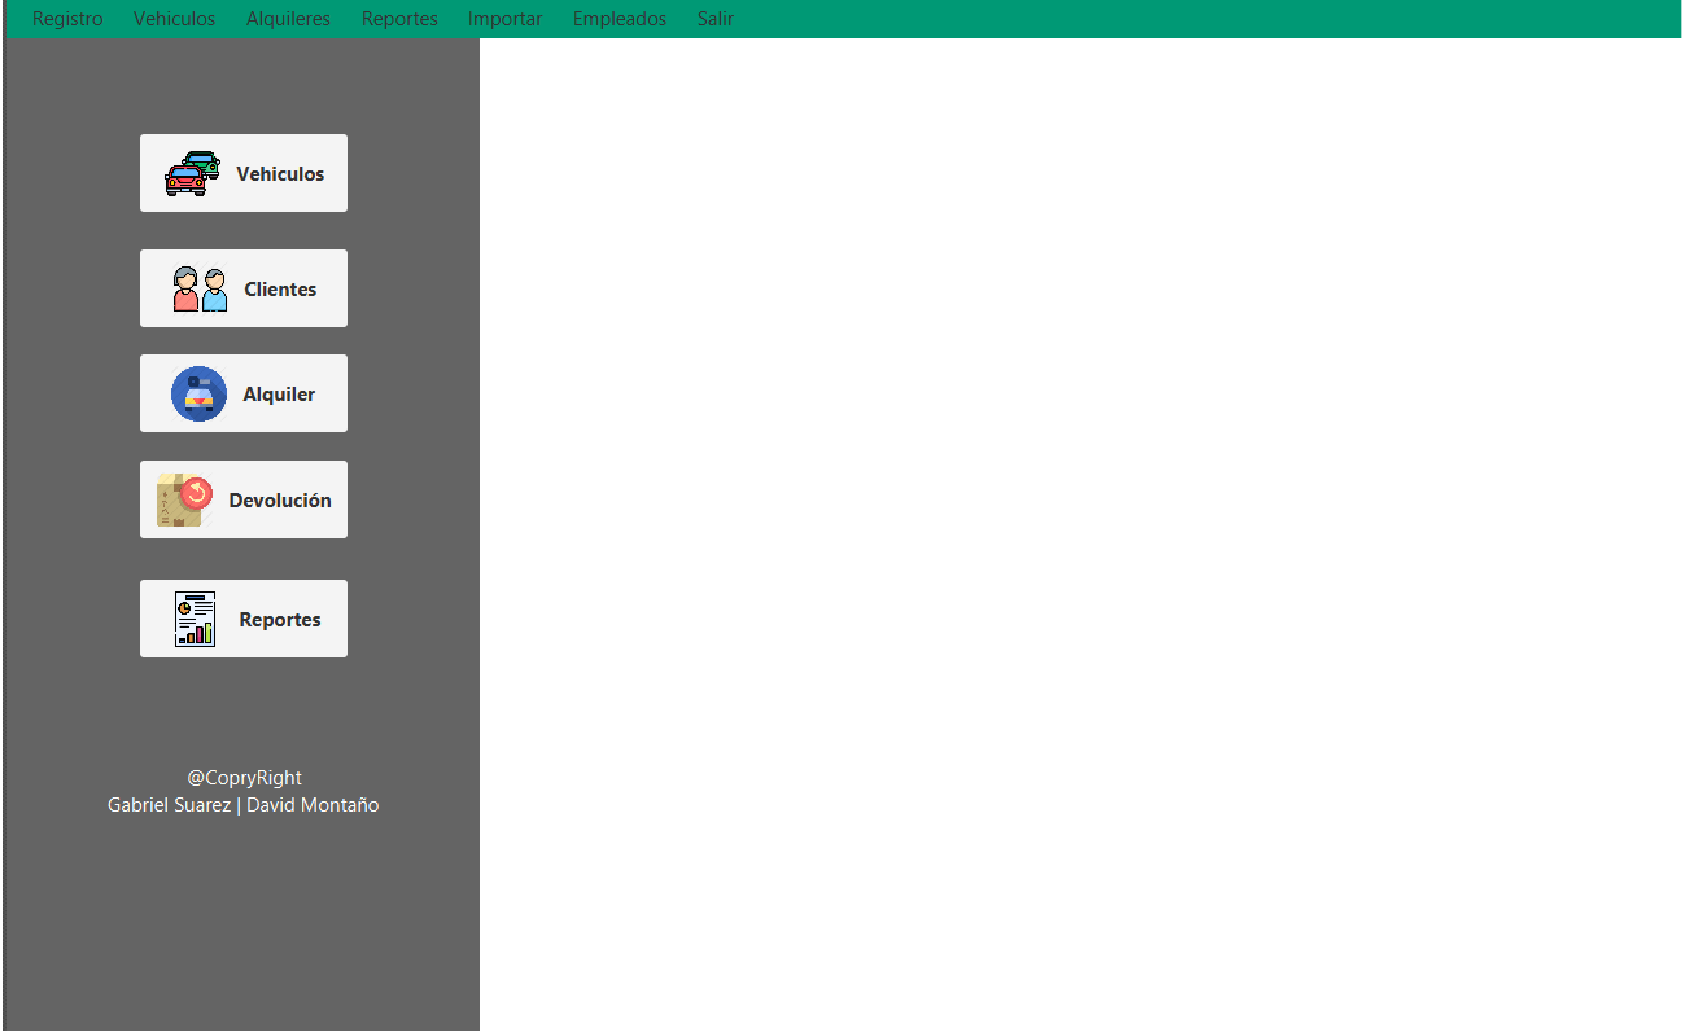 Registro Vehiculos Alquileres Reportes Importar Empleados Salir
Vehiculos
Clientes
Alquiler
Devolución
Reportes
@CopryRight
Gabriel Suarez | David Montaño